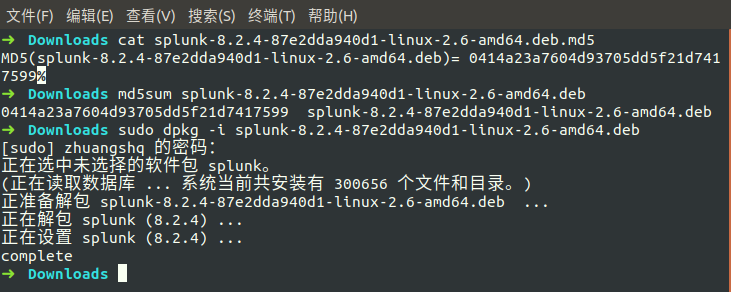 文件(F) 编辑(E) 查看(V) 搜索(S) 终端(T) 帮助(H)
➜ Downloads cat splunk-8.2.4-87e2dda940d1-linux-2.6-amd64.deb.md5
MD5(splunk-8.2.4-87e2dda940d1-linux-2.6-amd64.deb)= 0414a23a7604d93705dd5f21d741
7599%
➜ Downloads md5sum splunk-8.2.4-87e2dda940d1-linux-2.6-amd64.deb
0414a23a7604d93705dd5f21d7417599  splunk-8.2.4-87e2dda940d1-linux-2.6-amd64.deb
➜ Downloads sudo dpkg -i splunk-8.2.4-87e2dda940d1-linux-2.6-amd64.deb
[sudo] zhuangshq 的密码：
正在选中未选择的软件包 splunk。
(正在读取数据库 ... 系统当前共安装有 300656 个文件和目录。)
正准备解包 splunk-8.2.4-87e2dda940d1-linux-2.6-amd64.deb  ...
正在解包 splunk (8.2.4) ...
正在设置 splunk (8.2.4) ...
complete
➜ Downloads